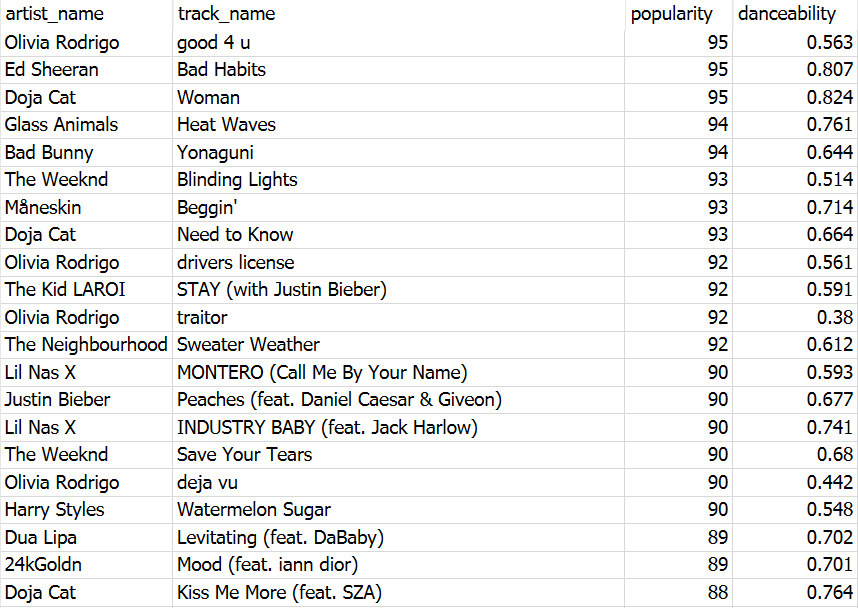 artist_name track_name popularity danceability
Olivia Rodrigo good 4 u 95 0.563
Ed Sheeran Bad Habits 95 0.807
Doja Cat Woman 95 0.824
Glass Animals Heat Waves 94 0.761
Bad Bunny Yonaguni 94 0.644
The Weeknd Blinding Lights 93 0.514
Måneskin Beggin' 93 0.714
Doja Cat Need to Know 93 0.664
Olivia Rodrigo drivers license 92 0.561
The Kid LAROI STAY (with Justin Bieber) 92 0.591
Olivia Rodrigo traitor 92 0.38
The Neighbourhood Sweater Weather 92 0.612
Lil Nas X MONTERO (Call Me By Your Name) 90 0.593
Justin Bieber Peaches (feat. Daniel Caesar & Giveon) 90 0.677
Lil Nas X INDUSTRY BABY (feat. Jack Harlow) 90 0.741
The Weeknd Save Your Tears 90 0.68
Olivia Rodrigo deja vu 90 0.442
Harry Styles Watermelon Sugar 90 0.548
Dua Lipa Levitating (feat. DaBaby) 89 0.702
24kGoldn Mood (feat. iann dior) 89 0.701
Doja Cat Kiss Me More (feat. SZA) 88 0.764